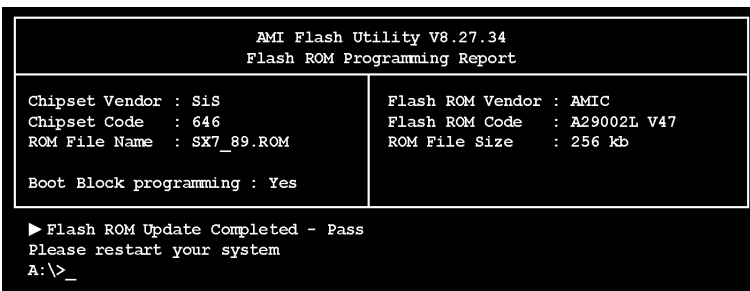 AMI Flash Utility V8.27.34
Flash ROM Programming Report
Chipset Vendor : SiS
Chipset Code : 646
ROM File Name : SX7_89.ROM
Boot Block programming : Yes
Flash ROM Vendor : AMIC
Flash ROM Code : A29002L V47
ROM File Size : 256 kb
▶Flash ROM Update Completed - Pass
Please restart your system
A:\>_